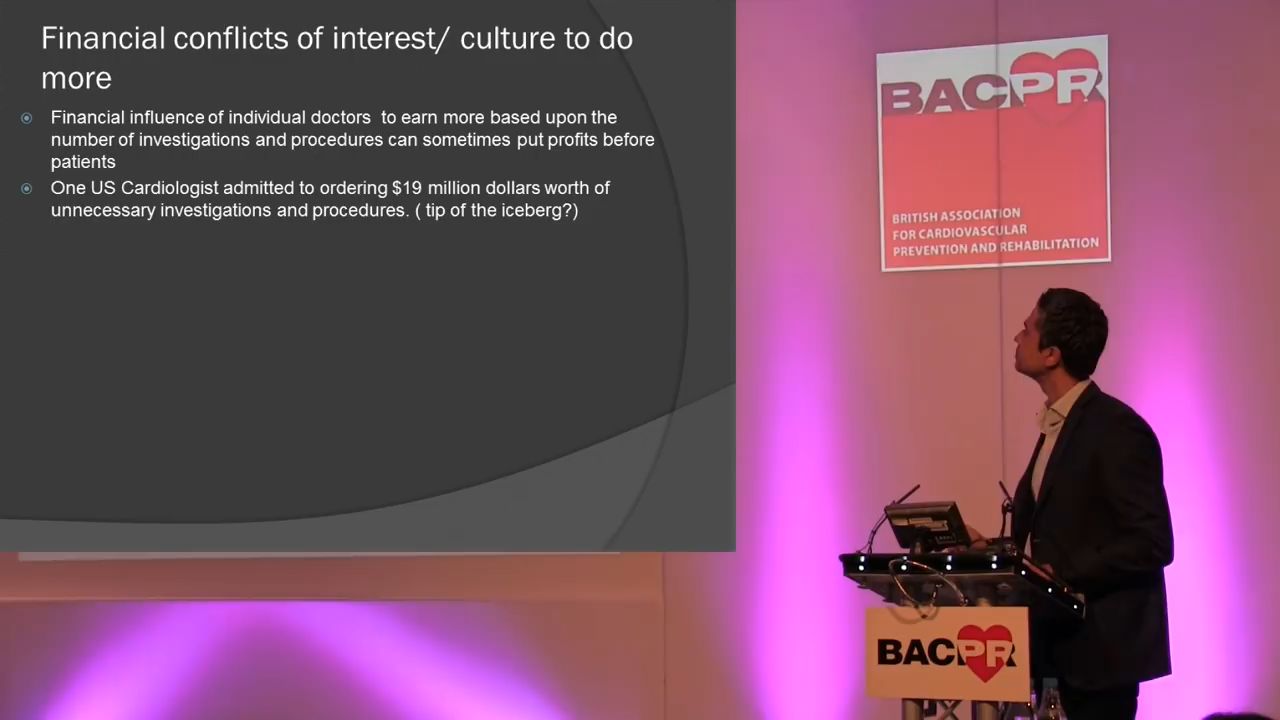 Financial conflicts of interest/ culture to do
more
Financial influence of individual doctors to earn more based upon the
number of investigations and procedures can sometimes put profits before
patients
One US Cardiologist admitted to ordering $19 million dollars worth of
unnecessary investigations and procedures. ( tip of the iceberg?)
BACPR
BRITISH ASSOCIATION
FOR CARDIOVASCULAR
PREVENTION AND REHABILITATION
BACPR